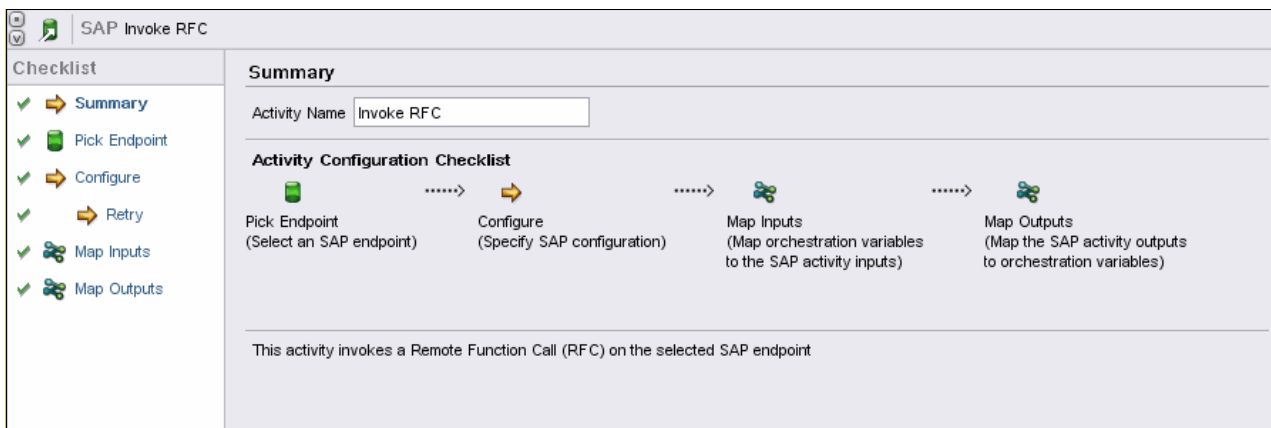 SAP Invoke RFC
Checklist
Summary
Pick Endpoint
Configure
Retry
Map Inputs
Map Outputs
Summary
Activity Name Invoke RFC
Activity Configuration Checklist
Pick Endpoint
(Select an SAP endpoint)
Configure
(Specify SAP configuration)
Map Inputs
(Map orchestration variables
to the SAP activity inputs)
Map Outputs
(Map the SAP activity outputs
to orchestration variables)
This activity invokes a Remote Function Call (RFC) on the selected SAP endpoint